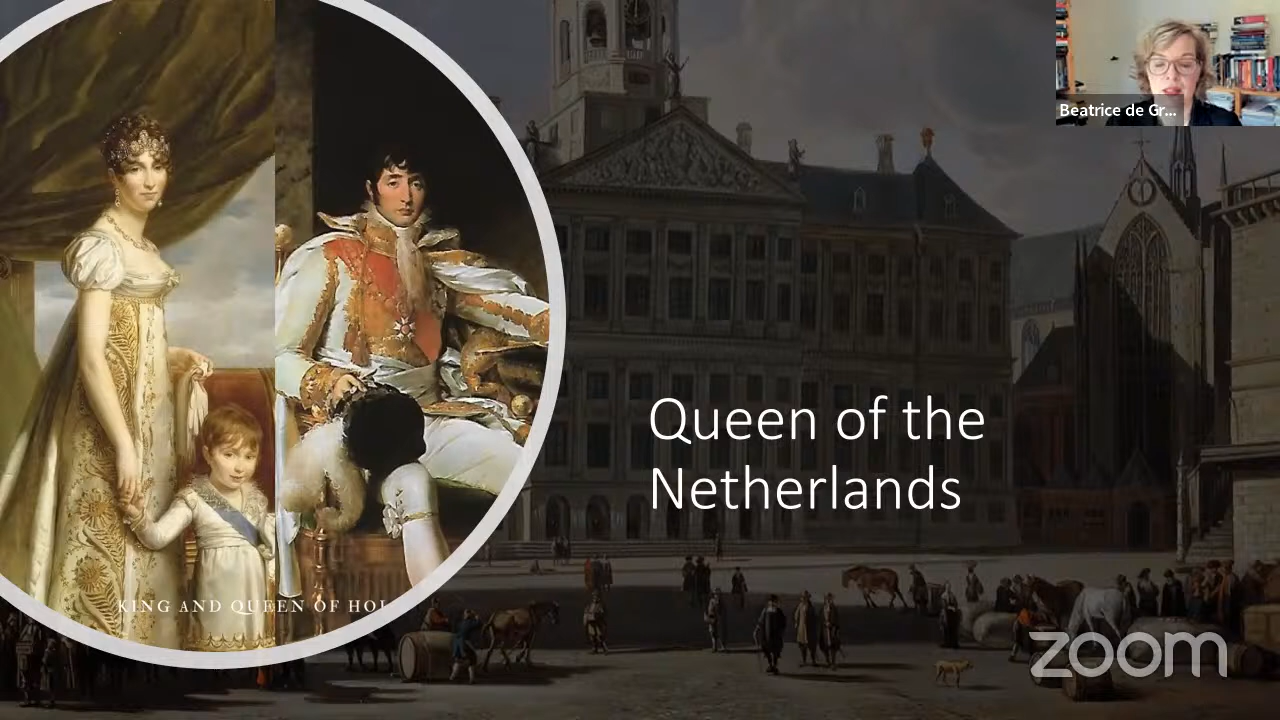 Beatrice de Gr...
Queen of the
Netherlands
KING AND QUEEN OF HOL
zoom